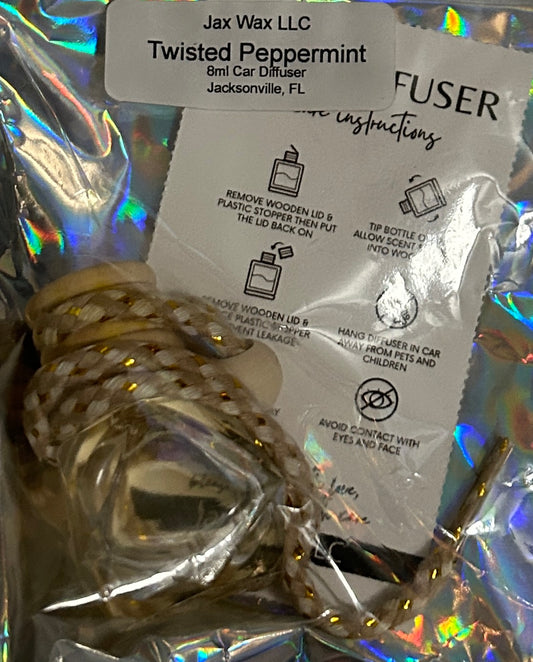 Jax Wax LLC
Twisted Peppermint
8ml Car Diffuser
Jacksonville, FL
FUSER
instructions
REMOVE WOODEN LID &
PLASTIC STOPPER THEN PUT
THE LID BACK ON
TIP BOTTLE
ALLOW SCENT
INTO
WOODEN LID &
PLASTIC STOPPER
LEAKAGE
HANG DIFFUSER IN CAR
AWAY FROM PETS AND
CHILDREN
AVOID CONTACT WITH
EYES AND FACE